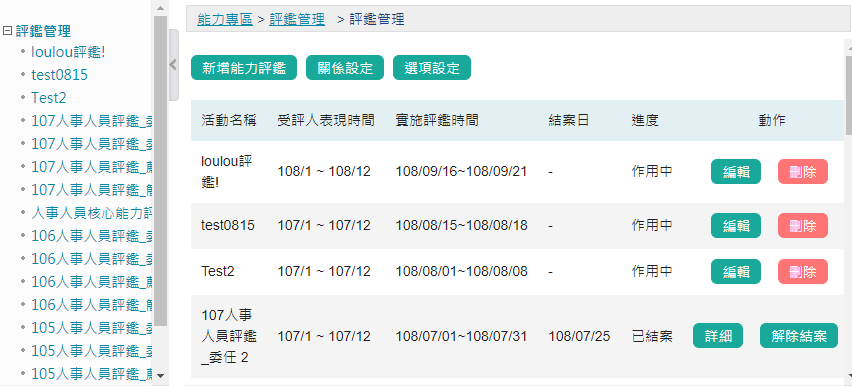 評鑑管理
loulou評鑑!
test0815
Test2
107人事人員評鑑_委
107人事人員評鑑_委
107人事人員評鑑_薦
107人事人員評鑑_簡
人事人員核心能力評
106人事人員評鑑_委
106人事人員評鑑_委
106人事人員評鑑_薦
106人事人員評鑑_簡
105人事人員評鑑_委
105人事人員評鑑_委
105人事人員評鑑_薦
能力專區 > 評鑑管理 > 評鑑管理
新增能力評鑑 關係設定 選項設定
活動名稱 受評人表現時間 實施評鑑時間 結案日 進度 動作
loulou評
鑑! 108/1 ~ 108/12 108/09/16~108/09/21 - 作用中 編輯 刪除
test0815 107/1 ~ 107/12 108/08/15~108/08/18 - 作用中 編輯 刪除
Test2 107/1 ~ 107/12 108/08/01~108/08/08 - 作用中 編輯 刪除
107人事
人員評鑑 107/1 ~ 107/12 108/07/01~108/07/31 108/07/25 已結案 詳細 解除結案
_委任 2